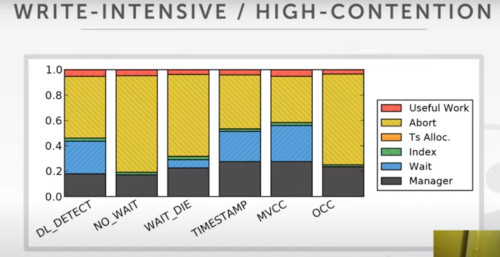 WRITE-INTENSIVE / HIGH-CONTENTION
1.0
0.8
0.6
0.4
0.2
0.0
DL_DETECT
NO_WAIT
WAIT_DIE
TIMESTAMP
MVCC
OCC
Useful Work
Abort
Ts Alloc.
Index
Wait
Manager